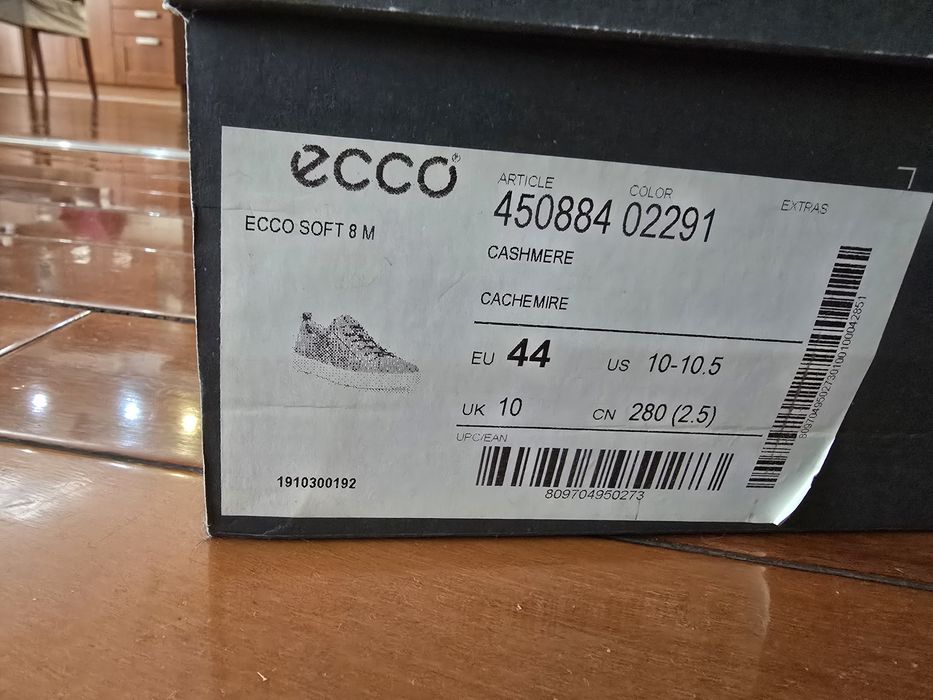 ecco®
ECCO SOFT 8 M
1910300192
ARTICLE COLOR EXTRAS
450884 02291
CASHMERE
CACHEMIRE
EU 44 US 10-10.5
UK 10 CN 280 (2.5)
UPC/EAN
809704950273